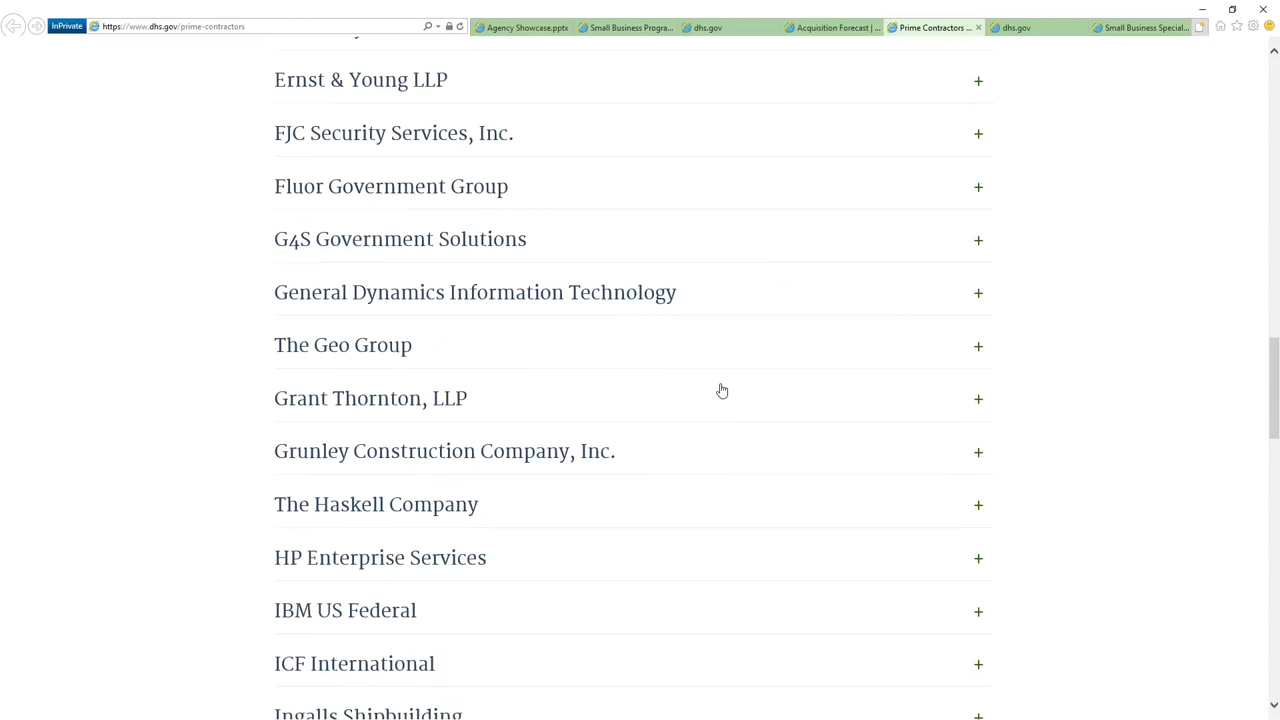 InPrivate
https://www.dhs.gov/prime-contractors
Agency Showcase.pptx
Small Business Progra...
dhs.gov
Acquisition Forecast | ...
Prime Contractors ...
dhs.gov
Small Business Special...
Ernst & Young LLP
FJC Security Services, Inc.
Fluor Government Group
G4S Government Solutions
General Dynamics Information Technology
The Geo Group
Grant Thornton, LLP
Grunley Construction Company, Inc.
The Haskell Company
HP Enterprise Services
IBM US Federal
ICF International
Ingalls Shipbuilding